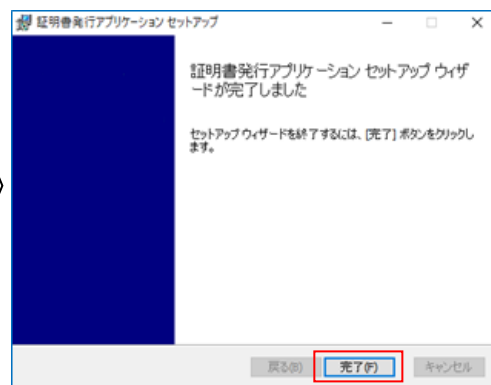 証明書発行アプリケーション セットアップ
証明書発行アプリケーション セットアップ ウィザ
ードが完了しました
セットアップ ウィザードを終了するには、[完了] ボタンをクリックし
ます。
戻る(B) 完了(F) キャンセル